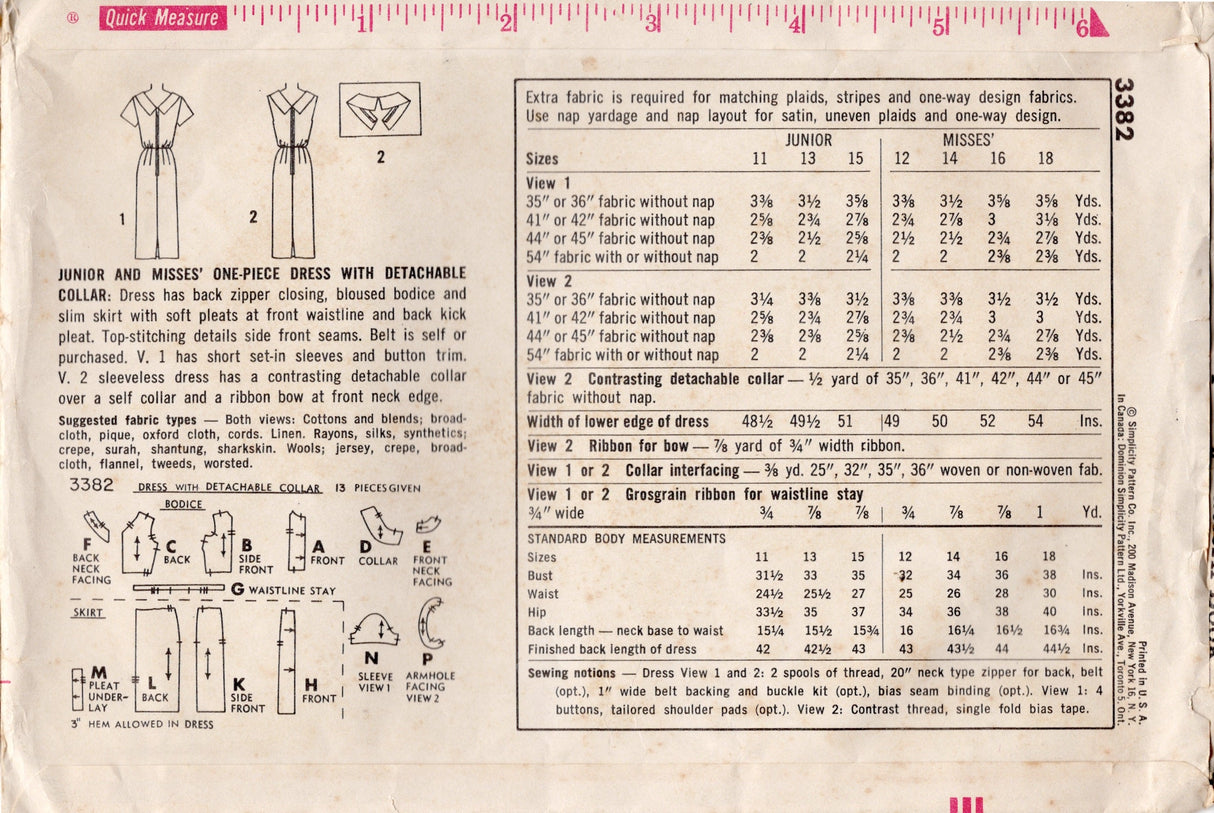 ® Quick Measure 1 2 3 4 5 6
1
2
2
JUNIOR AND MISSES' ONE-PIECE DRESS WITH DETACHABLE
COLLAR: Dress has back zipper closing, bloused bodice and
slim skirt with soft pleats at front waistline and back kick
pleat. Top-stitching details side front seams. Belt is self or
purchased. V. 1 has short set-in sleeves and button trim.
V. 2 sleeveless dress has a contrasting detachable collar
over a self collar and a ribbon bow at front neck edge.
Suggested fabric types — Both views: Cottons and blends; broad-
cloth, pique, oxford cloth, cords. Linen. Rayons, silks, synthetics;
crepe, surah, shantung, sharkskin. Wools; jersey, crepe, broad-
cloth, flannel, tweeds, worsted.
3382 DRESS WITH DETACHABLE COLLAR 13 PIECES GIVEN
BODICE
F BACK NECK FACING
C BACK
B SIDE FRONT
A FRONT
D COLLAR
E FRONT NECK FACING
G WAISTLINE STAY
SKIRT
M PLEAT UNDER-LAY
L BACK
K SIDE FRONT
H FRONT
N SLEEVE VIEW 1
P ARMHOLE FACING VIEW 2
3" HEM ALLOWED IN DRESS
Extra fabric is required for matching plaids, stripes and one-way design fabrics.
Use nap yardage and nap layout for satin, uneven plaids and one-way design.
JUNIOR MISSES'
Sizes 11 13 15 12 14 16 18
View 1
35" or 36" fabric without nap 3⅜ 3½ 3⅝ 3⅜ 3½ 3⅝ 3⅝ Yds.
41" or 42" fabric without nap 2⅝ 2¾ 2⅞ 2¾ 2⅞ 3 3⅛ Yds.
44" or 45" fabric without nap 2⅜ 2½ 2⅝ 2½ 2½ 2¾ 2⅞ Yds.
54" fabric with or without nap 2 2 2¼ 2 2 2⅜ 2⅜ Yds.
View 2
35" or 36" fabric without nap 3¼ 3⅜ 3½ 3⅜ 3⅜ 3½ 3½ Yds.
41" or 42" fabric without nap 2⅝ 2¾ 2⅞ 2¾ 2¾ 3 3 Yds.
44" or 45" fabric without nap 2⅜ 2⅜ 2⅝ 2⅜ 2½ 2¾ 2⅞ Yds.
54" fabric with or without nap 2 2 2¼ 2 2 2⅜ 2⅜ Yds.
View 2 Contrasting detachable collar — ½ yard of 35", 36", 41", 42", 44" or 45"
fabric without nap.
Width of lower edge of dress 48½ 49½ 51 49 50 52 54 Ins.
View 2 Ribbon for bow — ⅞ yard of ¾" width ribbon.
View 1 or 2 Collar interfacing — ⅜ yd. 25", 32", 35", 36" woven or non-woven fab.
View 1 or 2 Grosgrain ribbon for waistline stay
¾" wide ¾ ⅞ ⅞ ¾ ⅞ ⅞ 1 Yd.
STANDARD BODY MEASUREMENTS
Sizes 11 13 15 12 14 16 18
Bust 31½ 33 35 32 34 36 38 Ins.
Waist 24½ 25½ 27 25 26 28 30 Ins.
Hip 33½ 35 37 34 36 38 40 Ins.
Back length — neck base to waist 15¼ 15½ 15¾ 16 16¼ 16½ 16¾ Ins.
Finished back length of dress 42 42½ 43 43 43½ 44 44½ Ins.
Sewing notions — Dress View 1 and 2: 2 spools of thread, 20" neck type zipper for back, belt
(opt.), 1" wide belt backing and buckle kit (opt.), bias seam binding (opt.). View 1: 4
buttons, tailored shoulder pads (opt.). View 2: Contrast thread, single fold bias tape.
3382
Printed in U. S. A.
© Simplicity Pattern Co. Inc., 200 Madison Avenue, New York 16, N. Y.
In Canada: Dominion Simplicity Pattern Ltd., Yorkville Ave., Toronto 5, Ont.